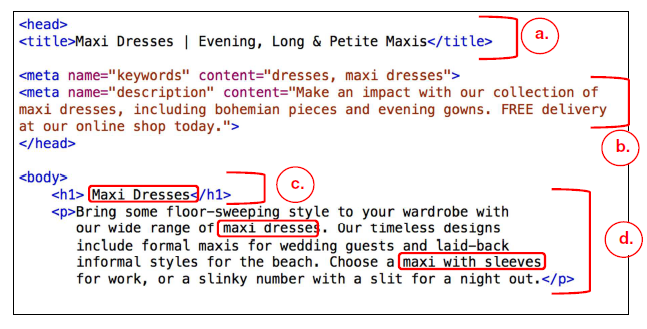 <head>
<title>Maxi Dresses | Evening, Long & Petite Maxis</title>
a.
<meta name="keywords" content="dresses, maxi dresses">
<meta name="description" content="Make an impact with our collection of
maxi dresses, including bohemian pieces and evening gowns. FREE delivery
at our online shop today.">
b.
</head>
<body>
c.
<h1> Maxi Dresses</h1>
<p>Bring some floor-sweeping style to your wardrobe with
our wide range of maxi dresses. Our timeless designs
d.
include formal maxis for wedding guests and laid-back
informal styles for the beach. Choose a maxi with sleeves
for work, or a slinky number with a slit for a night out.</p>